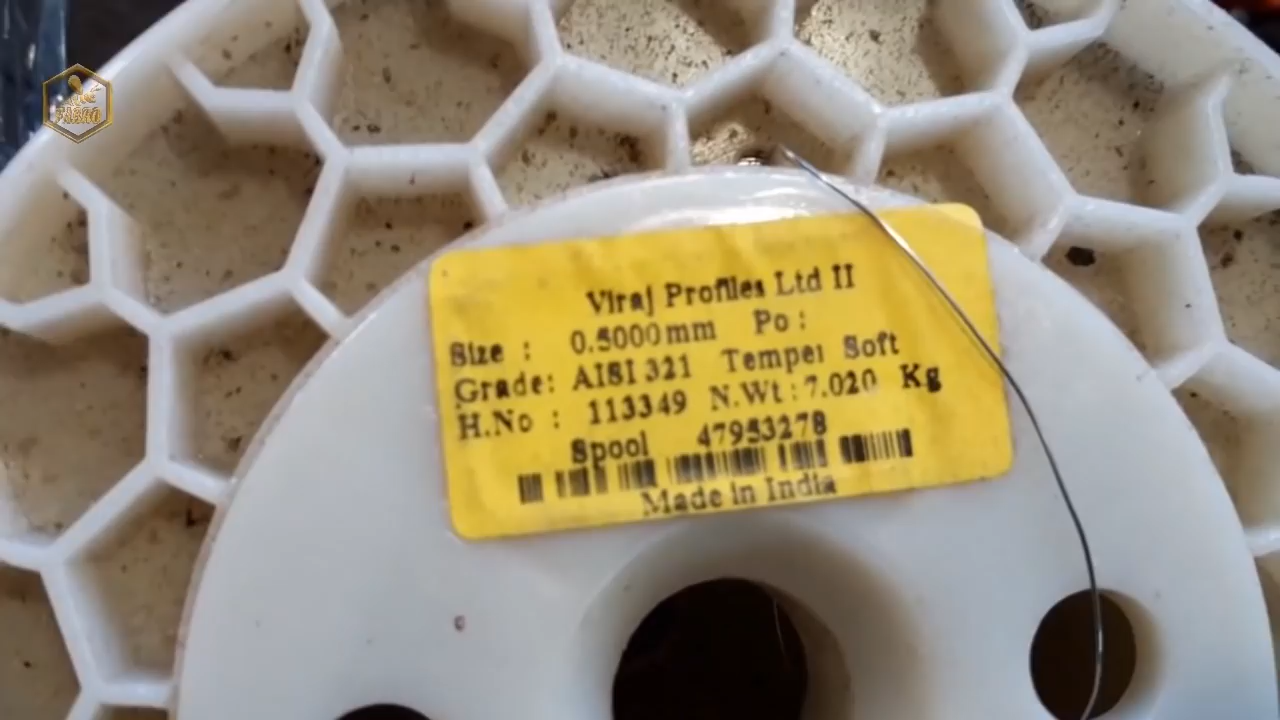 Viraj Profiles Ltd II
Size : 0.5000mm Po :
Grade: AISI 321 Temper Soft
H.No : 113349 N.Wt : 7.020 Kg
Spool 47953278
Made in India